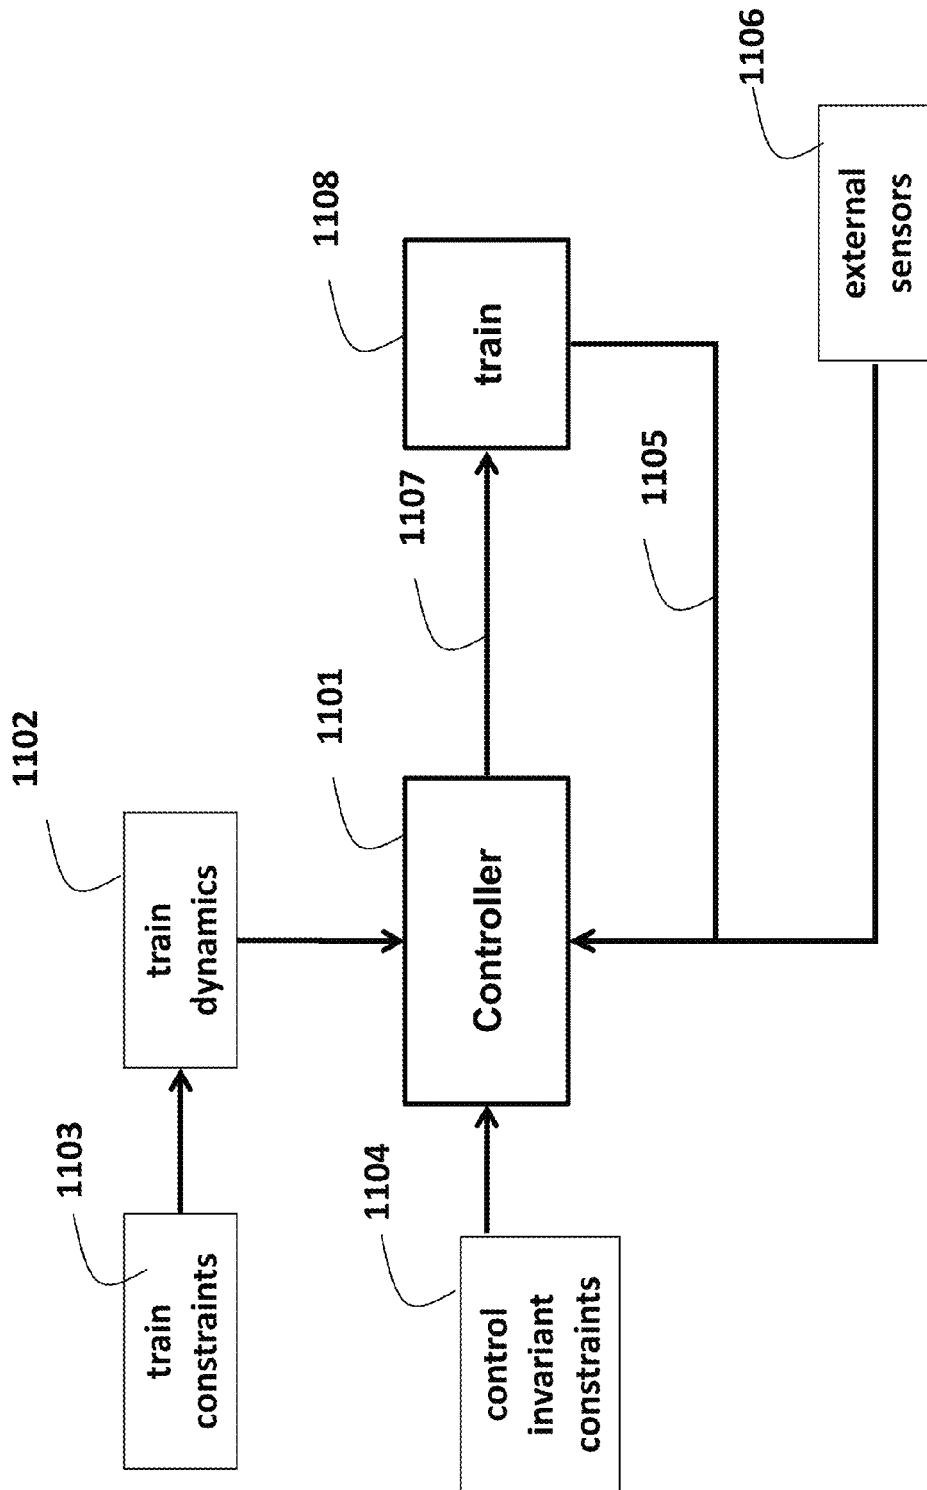 1103
train
constraints
1102
train
dynamics
1104
control
invariant
constraints
1101
Controller
1107
1108
train
1105
1106
external
sensors